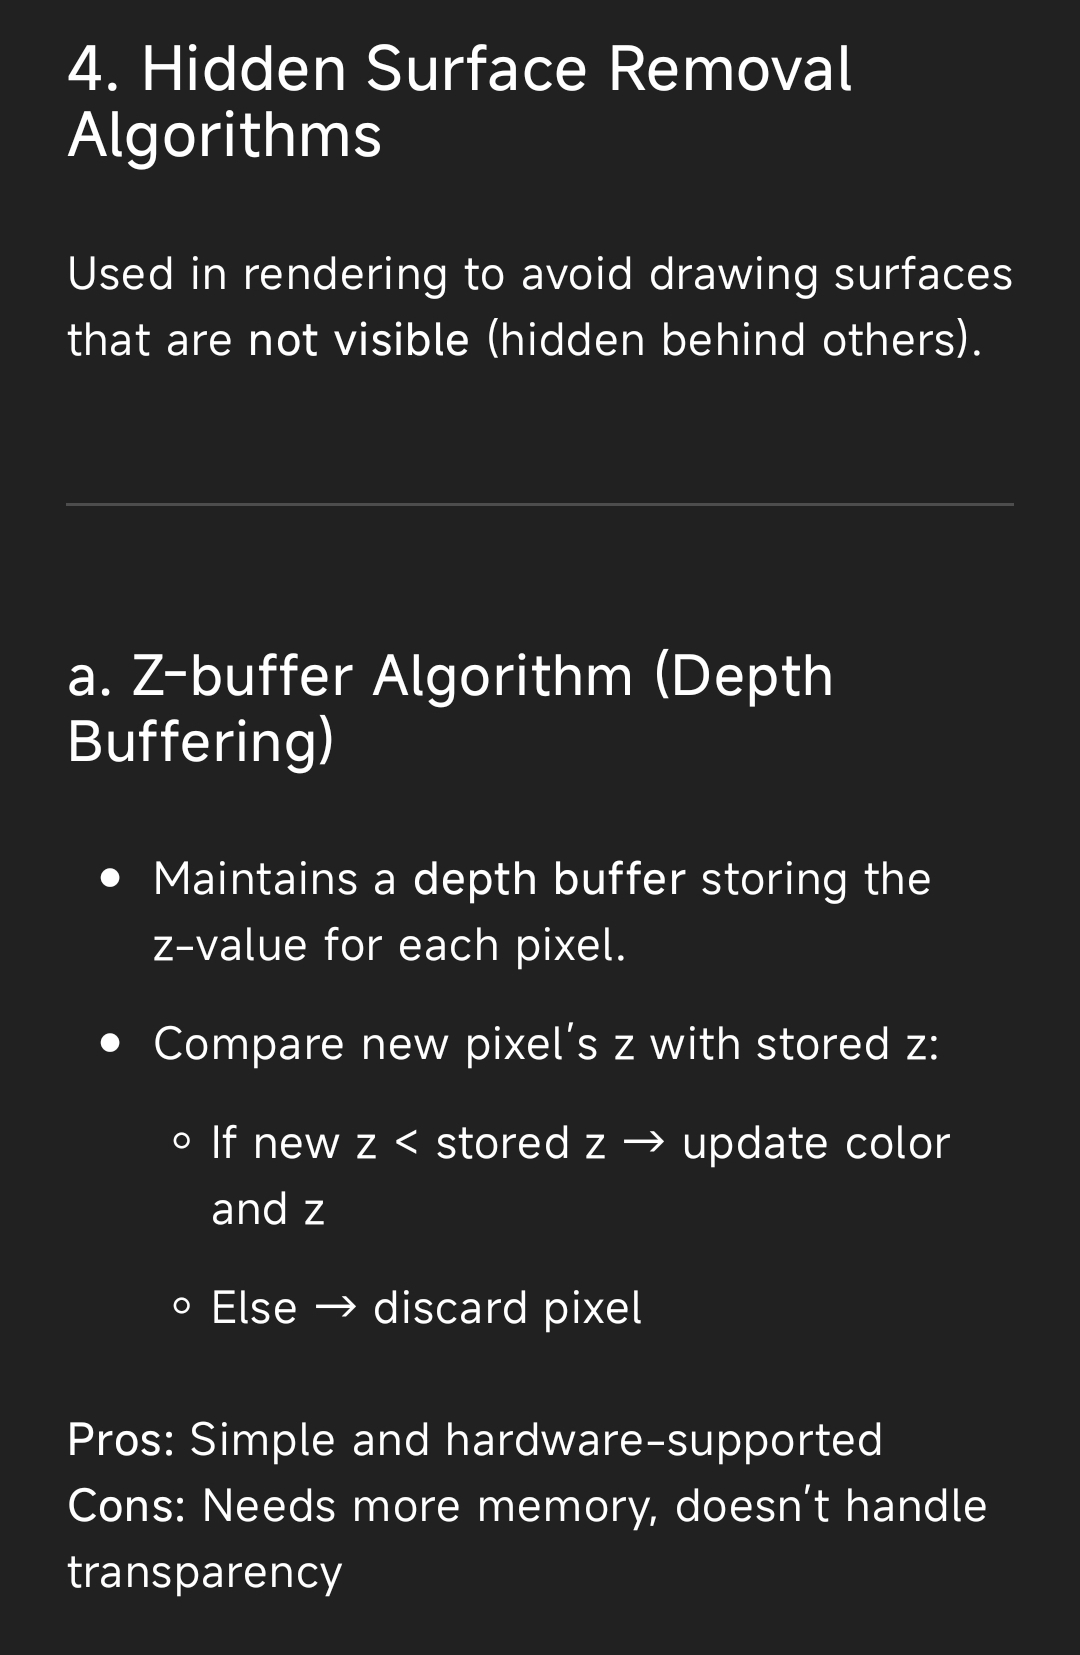 4. Hidden Surface Removal
Algorithms
Used in rendering to avoid drawing surfaces
that are not visible (hidden behind others).
a. Z-buffer Algorithm (Depth
Buffering)
• Maintains a depth buffer storing the
z-value for each pixel.
• Compare new pixel's z with stored z:
◦ If new z < stored z → update color
and z
◦ Else → discard pixel
Pros: Simple and hardware-supported
Cons: Needs more memory, doesn't handle
transparency